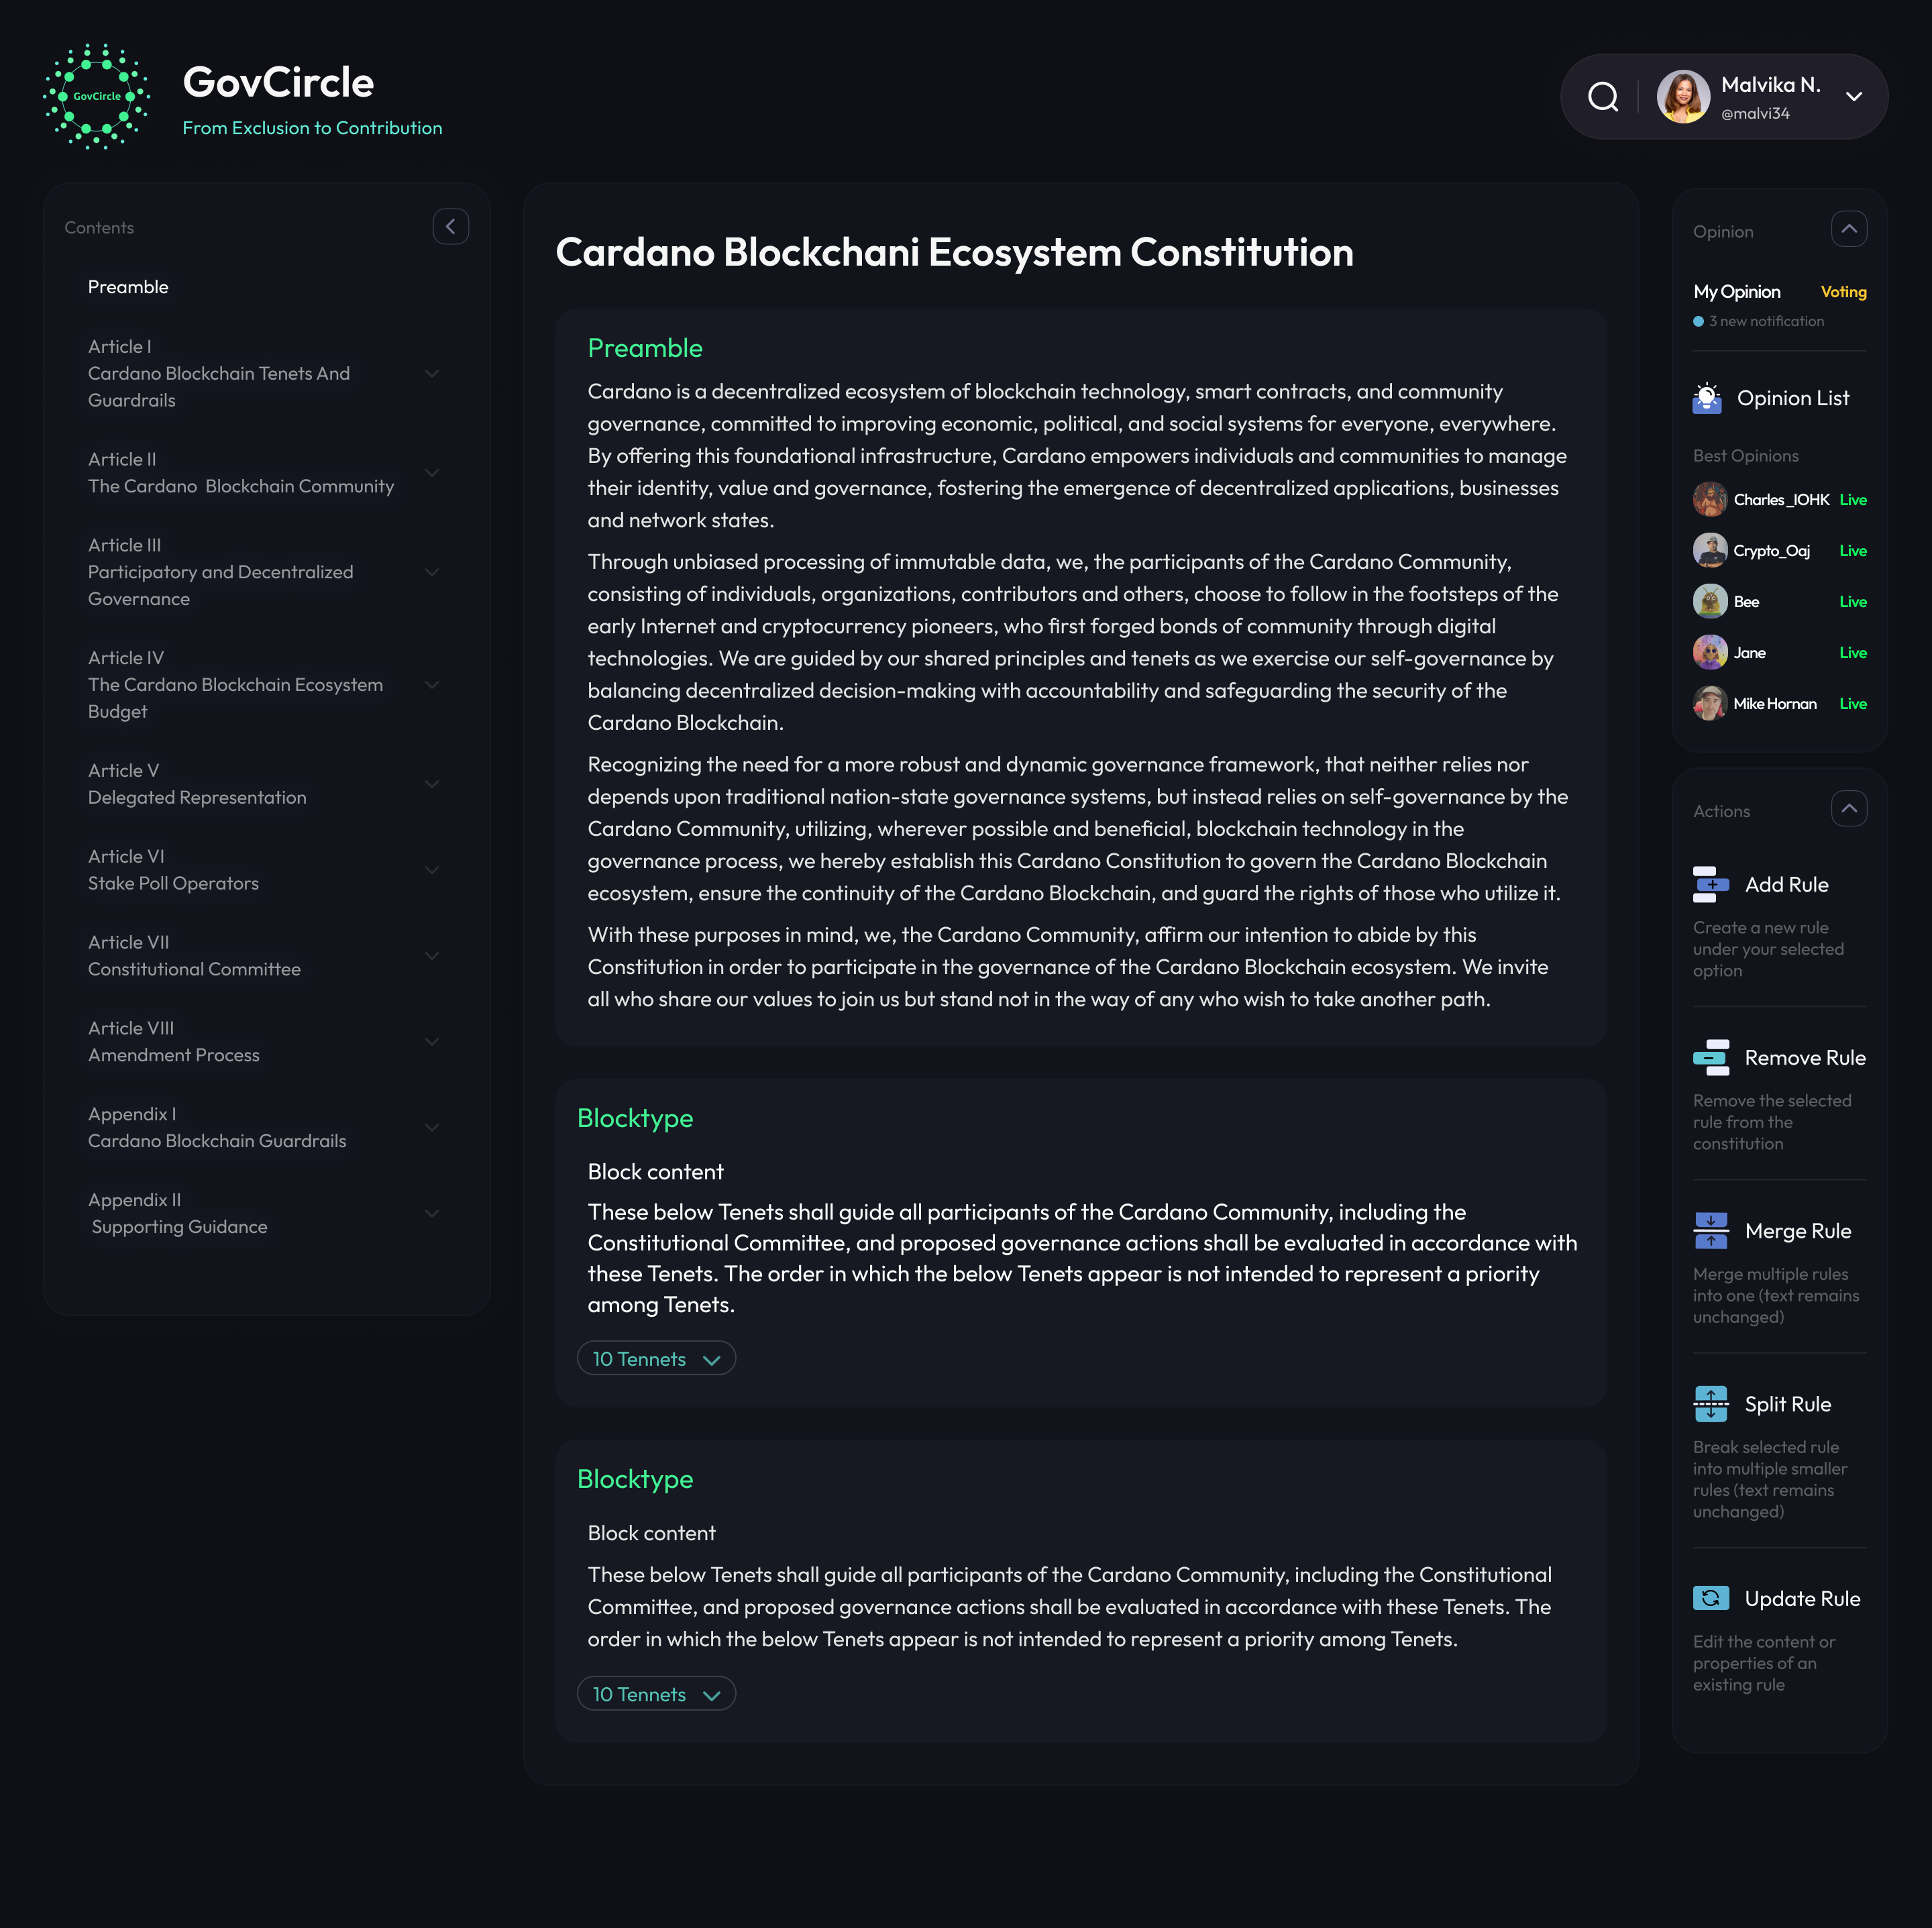 GovCircle
GovCircle
From Exclusion to Contribution
Malvika N.
@malvi34
Contents
Preamble
Article I
Cardano Blockchain Tenets And
Guardrails
Article II
The Cardano  Blockchain Community
Article III
Participatory and Decentralized
Governance
Article IV
The Cardano Blockchain Ecosystem
Budget
Article V
Delegated Representation
Article VI
Stake Poll Operators
Article VII
Constitutional Committee
Article VIII
Amendment Process
Appendix I
Cardano Blockchain Guardrails
Appendix II
Supporting Guidance
Cardano Blockchani Ecosystem Constitution
Preamble
Cardano is a decentralized ecosystem of blockchain technology, smart contracts, and community
governance, committed to improving economic, political, and social systems for everyone, everywhere.
By offering this foundational infrastructure, Cardano empowers individuals and communities to manage
their identity, value and governance, fostering the emergence of decentralized applications, businesses
and network states.
Through unbiased processing of immutable data, we, the participants of the Cardano Community,
consisting of individuals, organizations, contributors and others, choose to follow in the footsteps of the
early Internet and cryptocurrency pioneers, who first forged bonds of community through digital
technologies. We are guided by our shared principles and tenets as we exercise our self-governance by
balancing decentralized decision-making with accountability and safeguarding the security of the
Cardano Blockchain.
Recognizing the need for a more robust and dynamic governance framework, that neither relies nor
depends upon traditional nation-state governance systems, but instead relies on self-governance by the
Cardano Community, utilizing, wherever possible and beneficial, blockchain technology in the
governance process, we hereby establish this Cardano Constitution to govern the Cardano Blockchain
ecosystem, ensure the continuity of the Cardano Blockchain, and guard the rights of those who utilize it.
With these purposes in mind, we, the Cardano Community, affirm our intention to abide by this
Constitution in order to participate in the governance of the Cardano Blockchain ecosystem. We invite
all who share our values to join us but stand not in the way of any who wish to take another path.
Blocktype
Block content
These below Tenets shall guide all participants of the Cardano Community, including the
Constitutional Committee, and proposed governance actions shall be evaluated in accordance with
these Tenets. The order in which the below Tenets appear is not intended to represent a priority
among Tenets.
10 Tennets
Blocktype
Block content
These below Tenets shall guide all participants of the Cardano Community, including the Constitutional
Committee, and proposed governance actions shall be evaluated in accordance with these Tenets. The
order in which the below Tenets appear is not intended to represent a priority among Tenets.
10 Tennets
Opinion
My Opinion Voting
3 new notification
Opinion List
Best Opinions
Charles_IOHK Live
Crypto_Oaj Live
Bee Live
Jane Live
Mike Hornan Live
Actions
Add Rule
Create a new rule
under your selected
option
Remove Rule
Remove the selected
rule from the
constitution
Merge Rule
Merge multiple rules
into one (text remains
unchanged)
Split Rule
Break selected rule
into multiple smaller
rules (text remains
unchanged)
Update Rule
Edit the content or
properties of an
existing rule